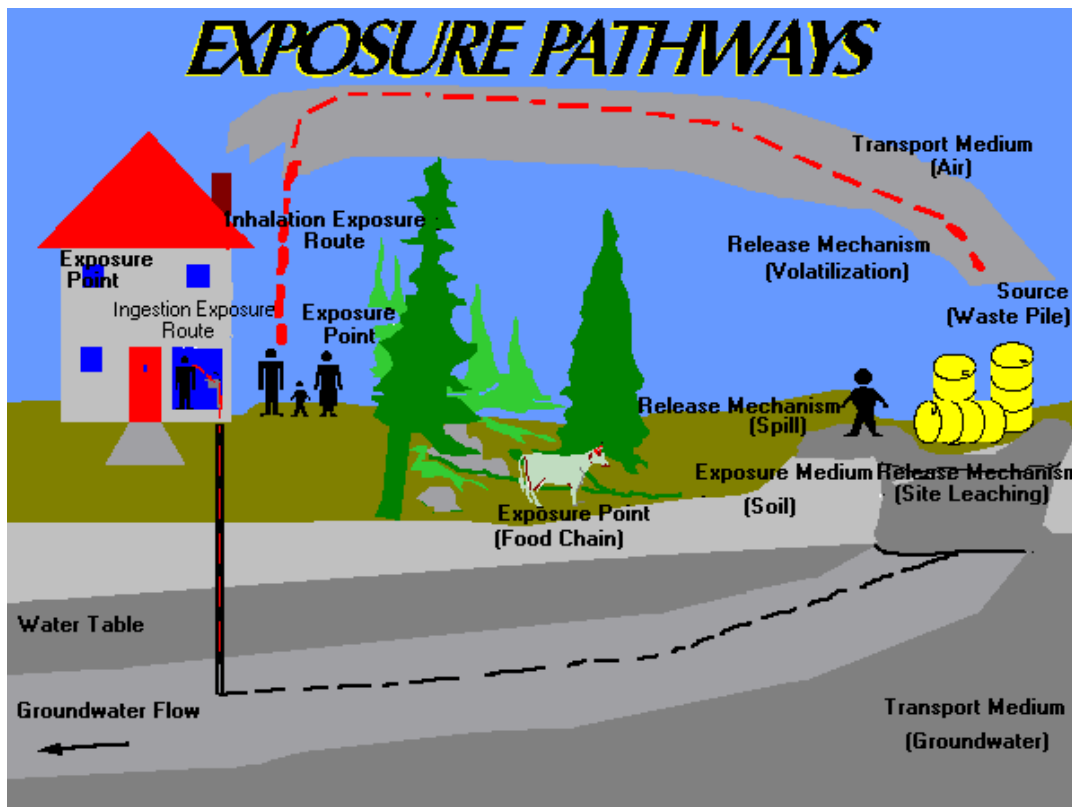 EXPOSURE PATHWAYS
Transport Medium
(Air)
Inhalation Exposure
Route
Release Mechanism
(Volatilization)
Exposure
Point
Source
(Waste Pile)
Ingestion Exposure
Route
Exposure
Point
Release Mechanism
(Spill)
Exposure Medium
(Soil)
Release Mechanism
(Site Leaching)
Exposure Point
(Food Chain)
Water Table
Groundwater Flow
Transport Medium
(Groundwater)